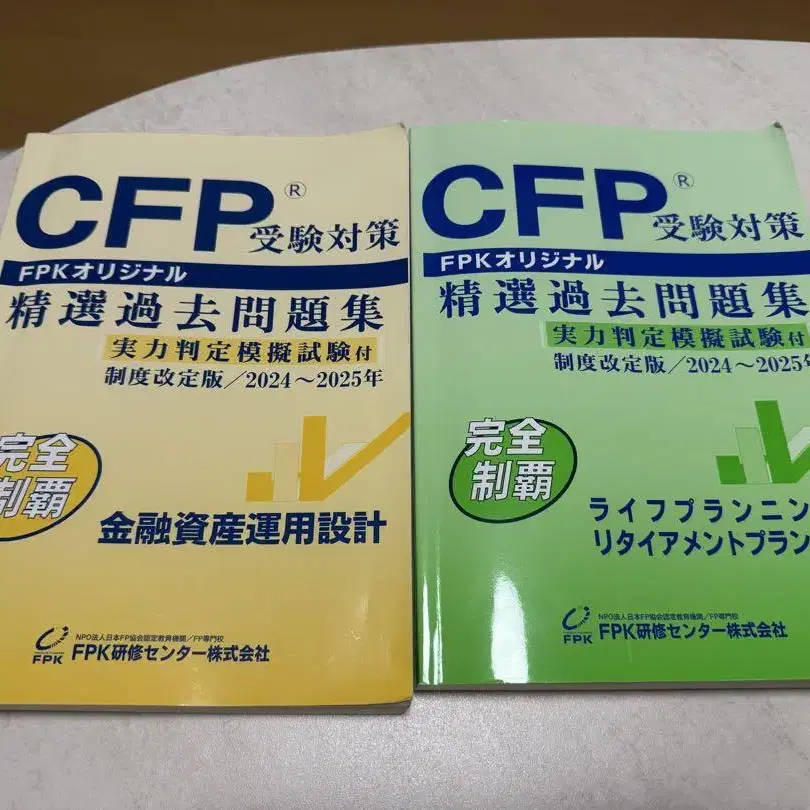 CFP®受験対策
FPKオリジナル
精選過去問題集
実力判定模擬試験付
制度改定版/2024~2025年
完全
制覇
金融資産運用設計
NPO法人日本FP協会認定教育機関/FP専門校
FPK
FPK研修センター株式会社
CFP®受験対策
FPKオリジナル
精選過去問題集
実力判定模擬試験付
制度改定版/2024~2025年
完全
制覇
ライフプランニン
リタイアメントプラン
NPO法人日本FP協会認定教育機関/FP専門校
FPK
FPK研修センター株式会社